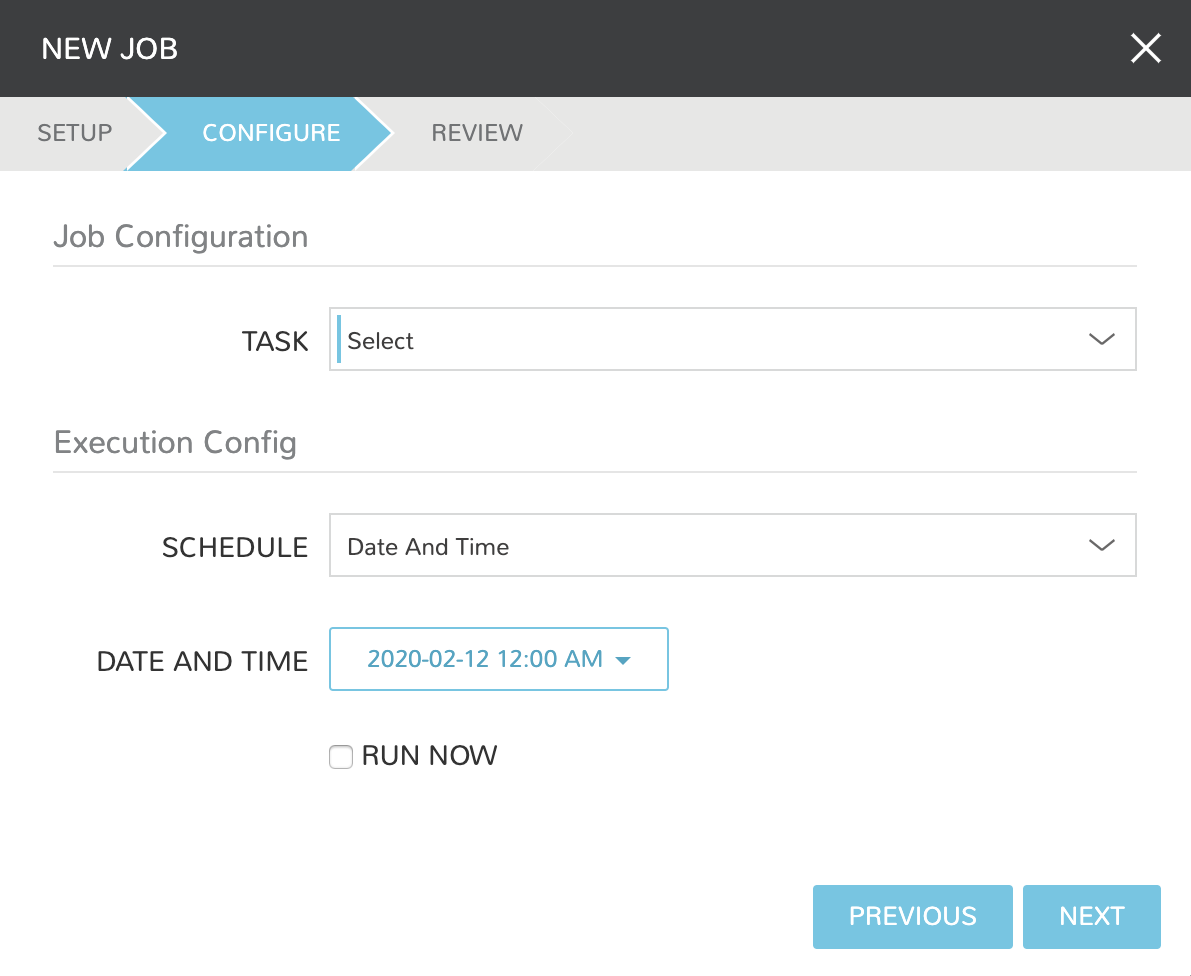 NEW JOB
SETUP CONFIGURE REVIEW
Job Configuration
TASK Select
Execution Config
SCHEDULE Date And Time
DATE AND TIME 2020-02-12 12:00 AM
RUN NOW
PREVIOUS NEXT